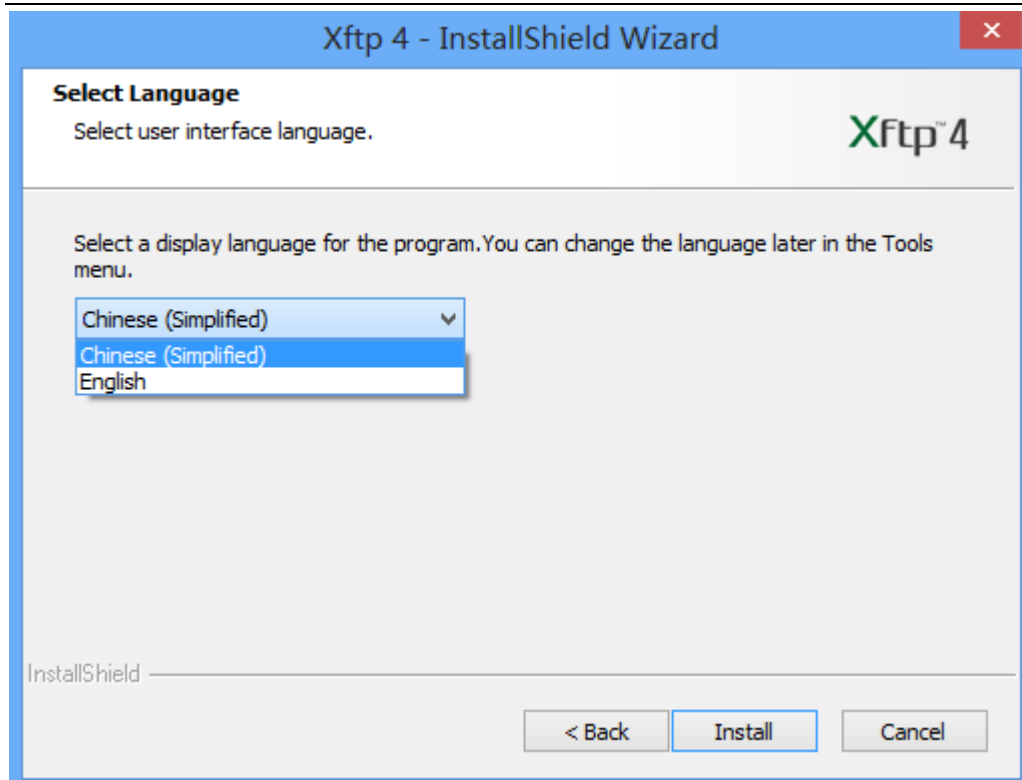 Xftp 4 - InstallShield Wizard
Select Language
Select user interface language.
Xftp™4
Select a display language for the program.You can change the language later in the Tools
menu.
Chinese (Simplified)
Chinese (Simplified)
English
InstallShield
< Back
Install
Cancel